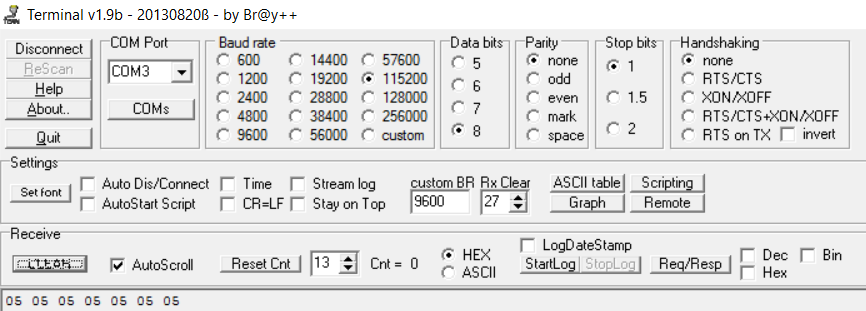 Terminal v1.9b - 20130820ß - by Br@y++
Disconnect
ReScan
Help
About..
Quit
COM Port
COM3
COMs
Baud rate
600 14400 57600
1200 19200 115200
2400 28800 128000
4800 38400 256000
9600 56000 custom
Data bits
5
6
7
8
Parity
none
odd
even
mark
space
Stop bits
1
1.5
2
Handshaking
none
RTS/CTS
XON/XOFF
RTS/CTS+XON/XOFF
RTS on TX invert
Settings
Set font
Auto Dis/Connect Time Stream log
AutoStart Script CR=LF Stay on Top
custom BR Rx Clear
9600 27
ASCII table Scripting
Graph Remote
Receive
CLEAR AutoScroll Reset Cnt 13 Cnt = 0
HEX
ASCII
LogDateStamp
StartLog StopLog Req/Resp
Dec Bin
Hex
05 05 05 05 05 05 05